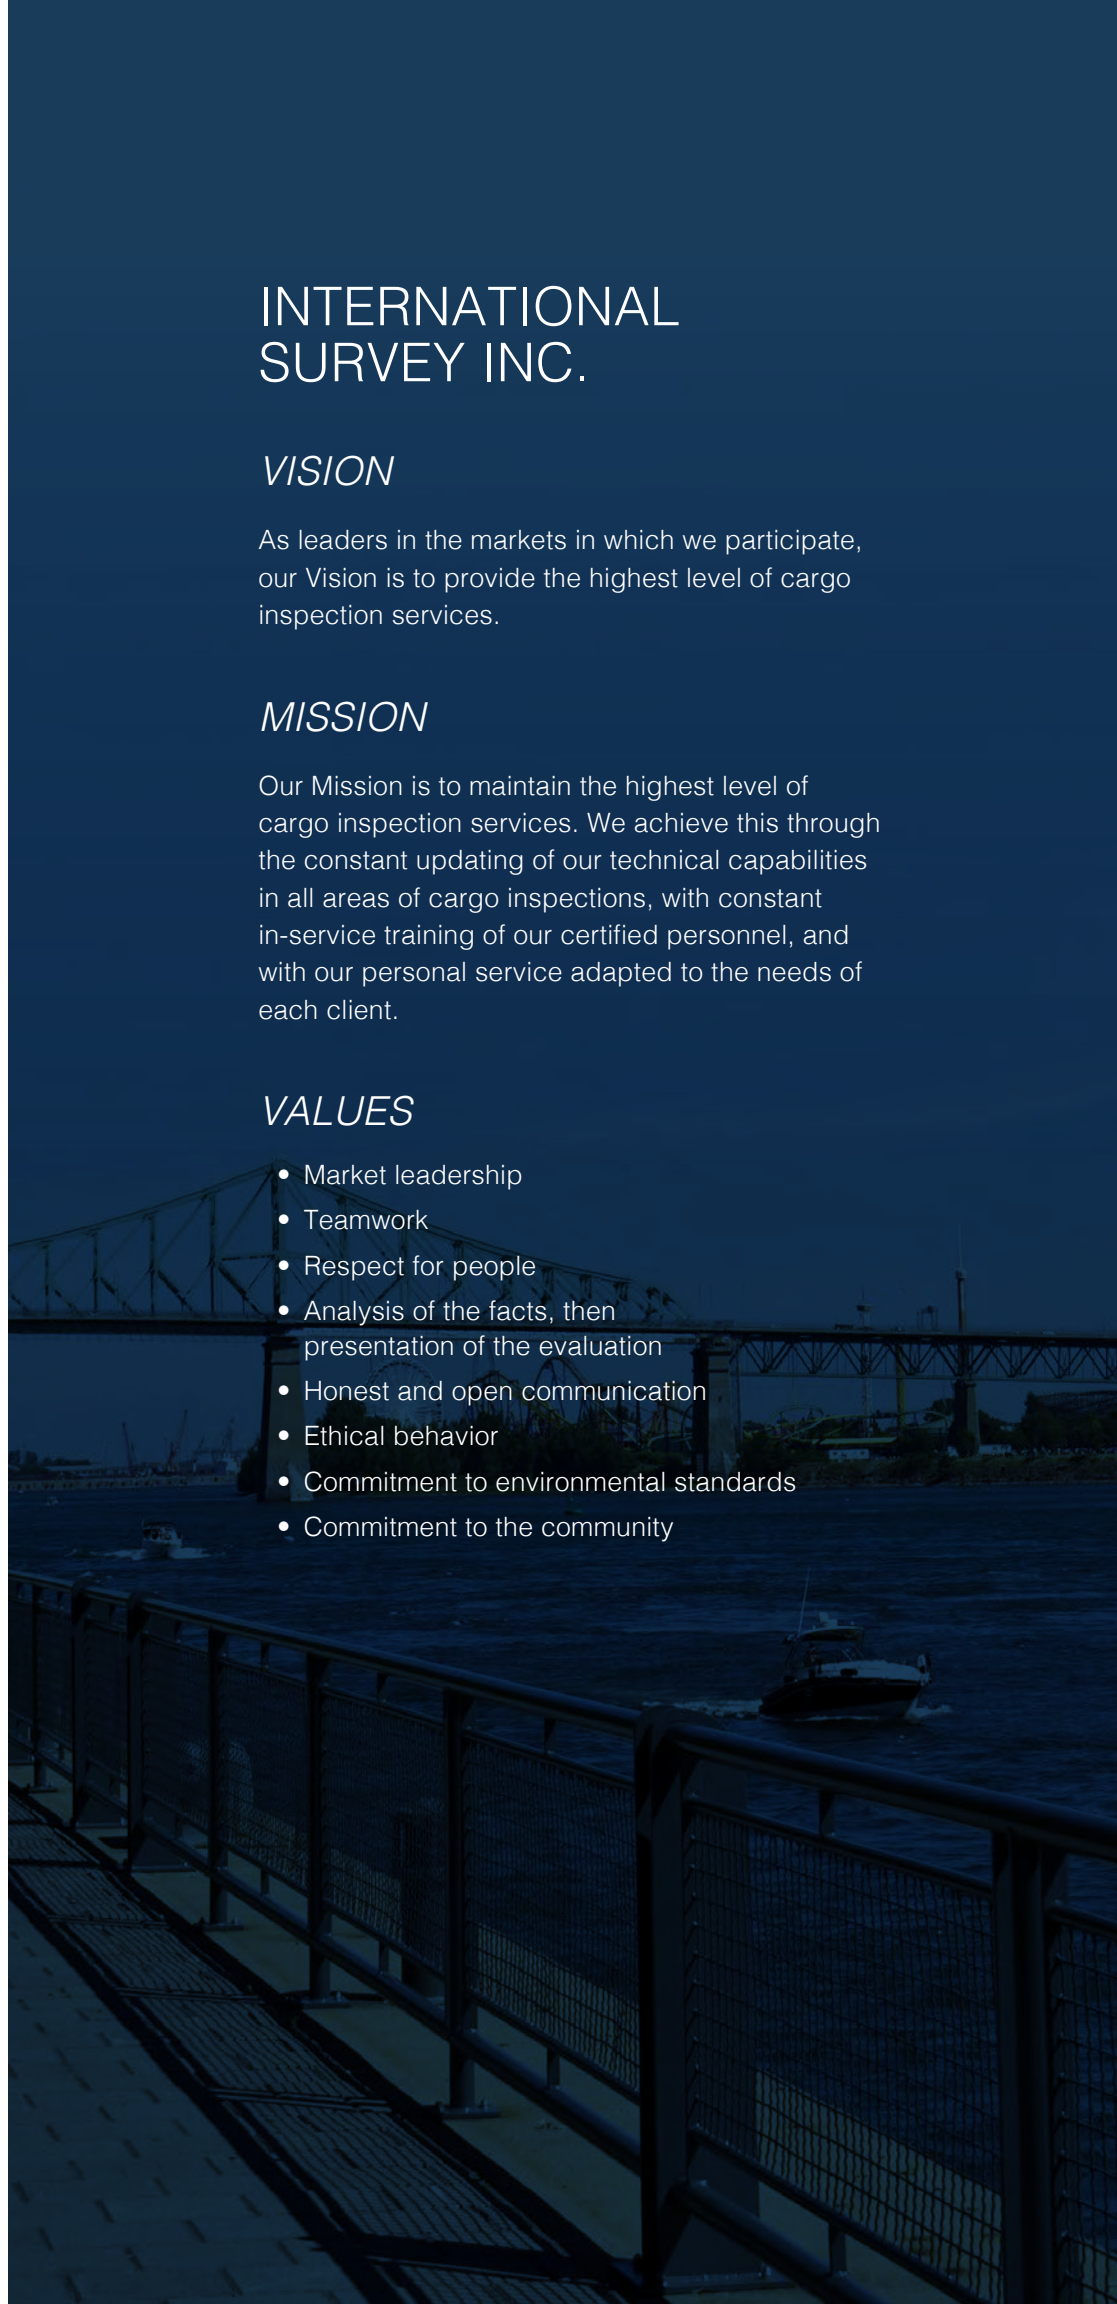 INTERNATIONAL
SURVEY INC.
VISION
As leaders in the markets in which we participate,
our Vision is to provide the highest level of cargo
inspection services.
MISSION
Our Mission is to maintain the highest level of
cargo inspection services. We achieve this through
the constant updating of our technical capabilities
in all areas of cargo inspections, with constant
in-service training of our certified personnel, and
with our personal service adapted to the needs of
each client.
VALUES
• Market leadership
• Teamwork
• Respect for people
• Analysis of the facts, then
presentation of the evaluation
• Honest and open communication
• Ethical behavior
• Commitment to environmental standards
• Commitment to the community